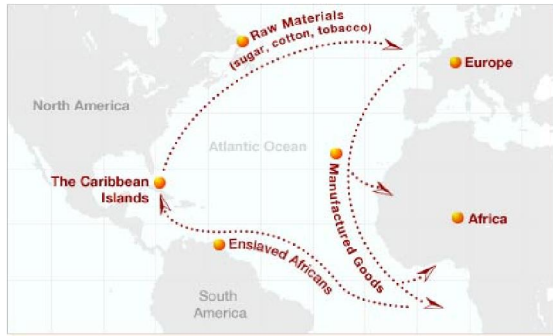 Raw Materials
(sugar, cotton, tobacco)
Europe
North America
Atlantic Ocean
The Caribbean
Islands
Manufactured Goods
Africa
Enslaved Africans
South
America